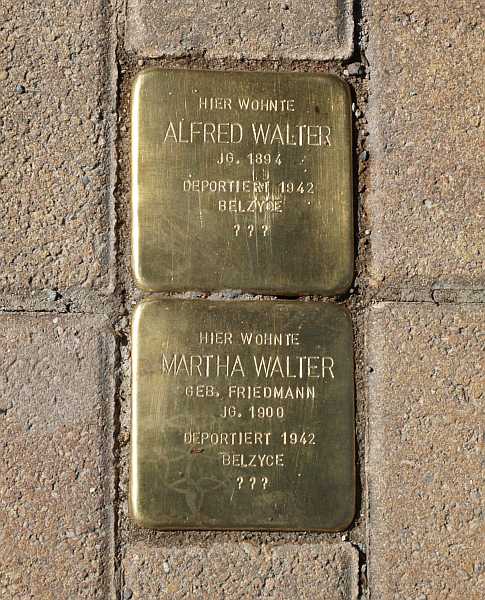 HIER WOHNTE
ALFRED WALTER
JG. 1894
DEPORTIERT 1942
BELZYCE
???
HIER WOHNTE
MARTHA WALTER
GEB. FRIEDMANN
JG. 1900
DEPORTIERT 1942
BELZYCE
???